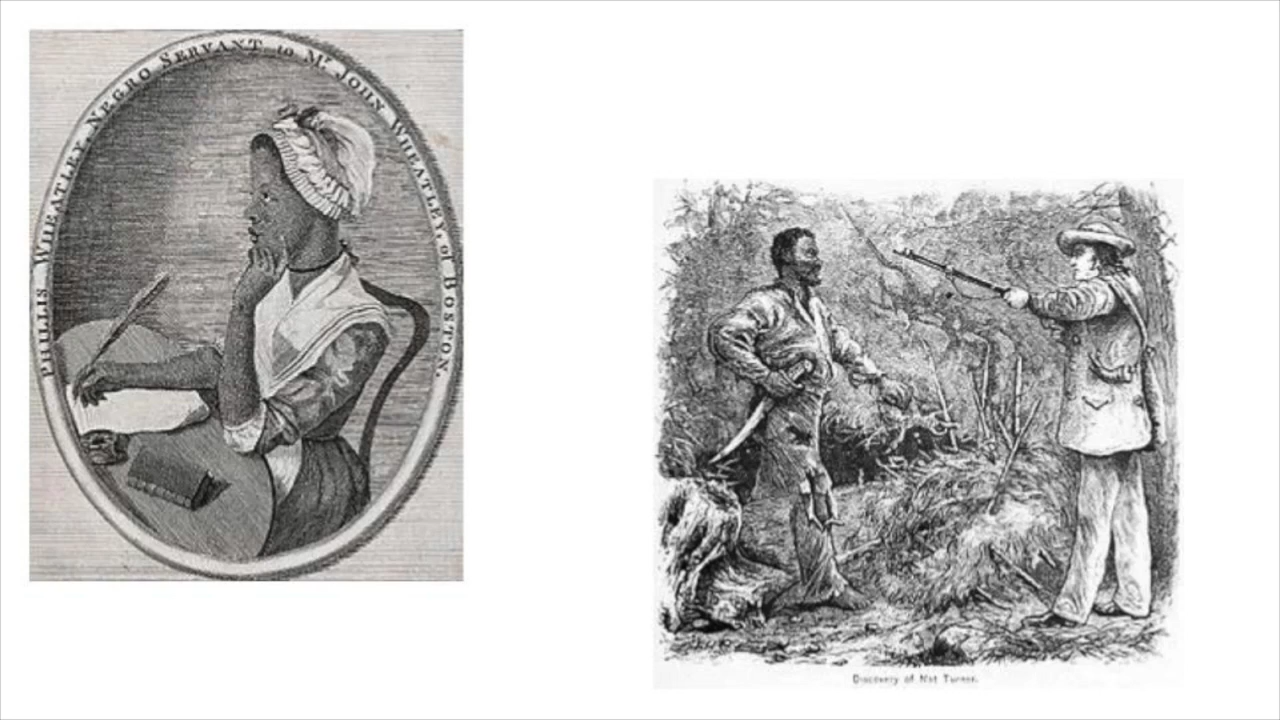 PHILLIS WHEATLEY, NEGRO SERVANT to Mr. JOHN WHEATLEY, of BOSTON.
Discovery of Nat Turner.